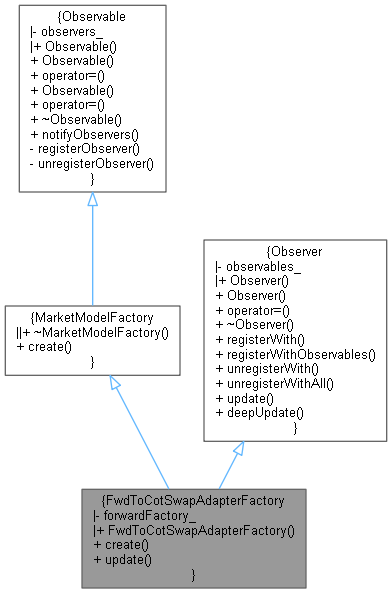 {Observable
|- observers_
|+ Observable()
+ Observable()
+ operator=()
+ Observable()
+ operator=()
+ ~Observable()
+ notifyObservers()
- registerObserver()
- unregisterObserver()
}
{Observer
|- observables_
|+ Observer()
+ Observer()
+ operator=()
+ ~Observer()
+ registerWith()
+ registerWithObservables()
+ unregisterWith()
+ unregisterWithAll()
+ update()
+ deepUpdate()
}
{MarketModelFactory
||+ ~MarketModelFactory()
+ create()
}
{FwdToCotSwapAdapterFactory
|- forwardFactory_
|+ FwdToCotSwapAdapterFactory()
+ create()
+ update()
}